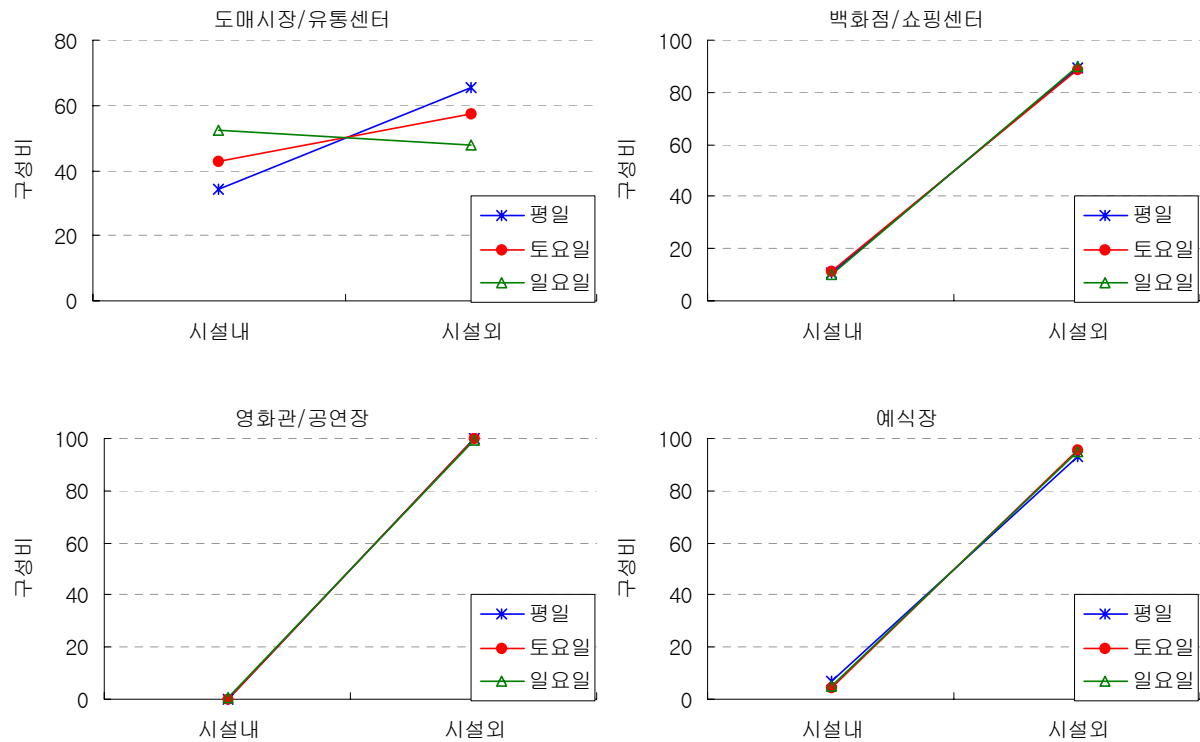 도매시장/유통센터
80
60
40
20
0
구성비
평일
토요일
일요일
시설내
시설외
백화점/쇼핑센터
100
80
60
40
20
0
구성비
평일
토요일
일요일
시설내
시설외
영화관/공연장
100
80
60
40
20
0
구성비
평일
토요일
일요일
시설내
시설외
예식장
100
80
60
40
20
0
구성비
평일
토요일
일요일
시설내
시설외